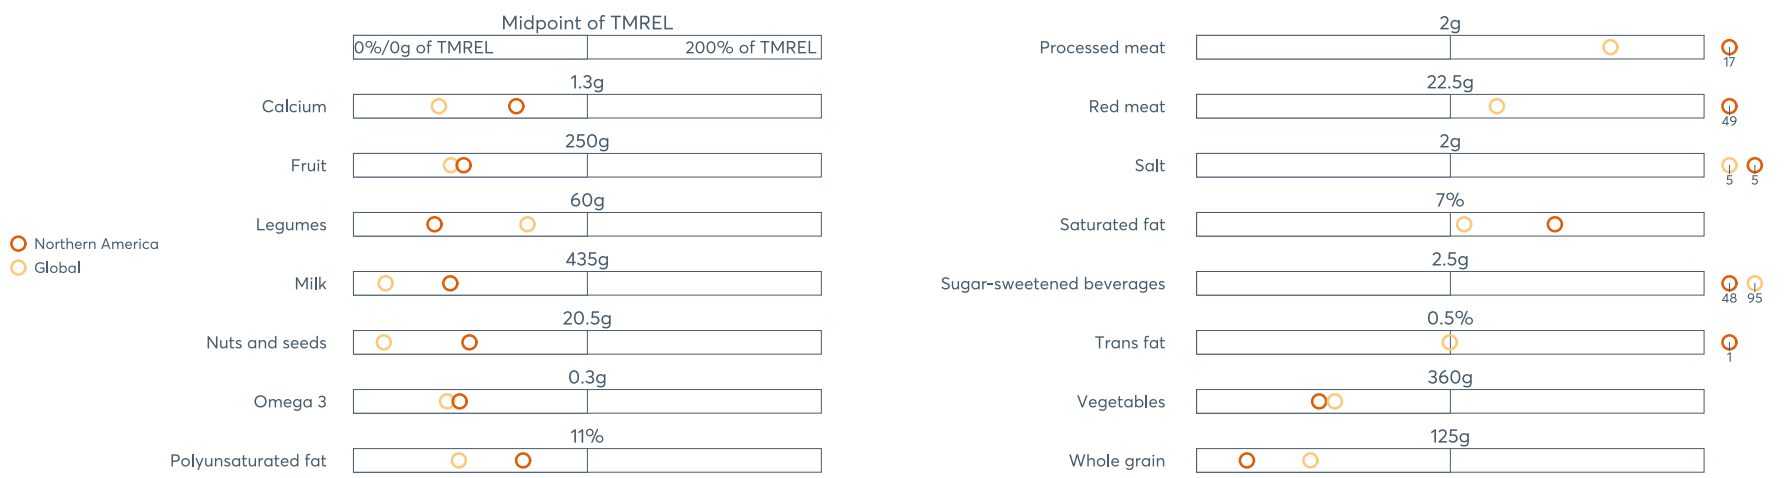 Midpoint of TMREL
0%/0g of TMREL 200% of TMREL
1.3g
Calcium
250g
Fruit
60g
Legumes
435g
Milk
20.5g
Nuts and seeds
0.3g
Omega 3
11%
Polyunsaturated fat
Northern America
Global
2g
Processed meat
17
22.5g
Red meat
49
2g
Salt
5 5
7%
Saturated fat
2.5g
Sugar-sweetened beverages
48 95
0.5%
Trans fat
1
360g
Vegetables
125g
Whole grain